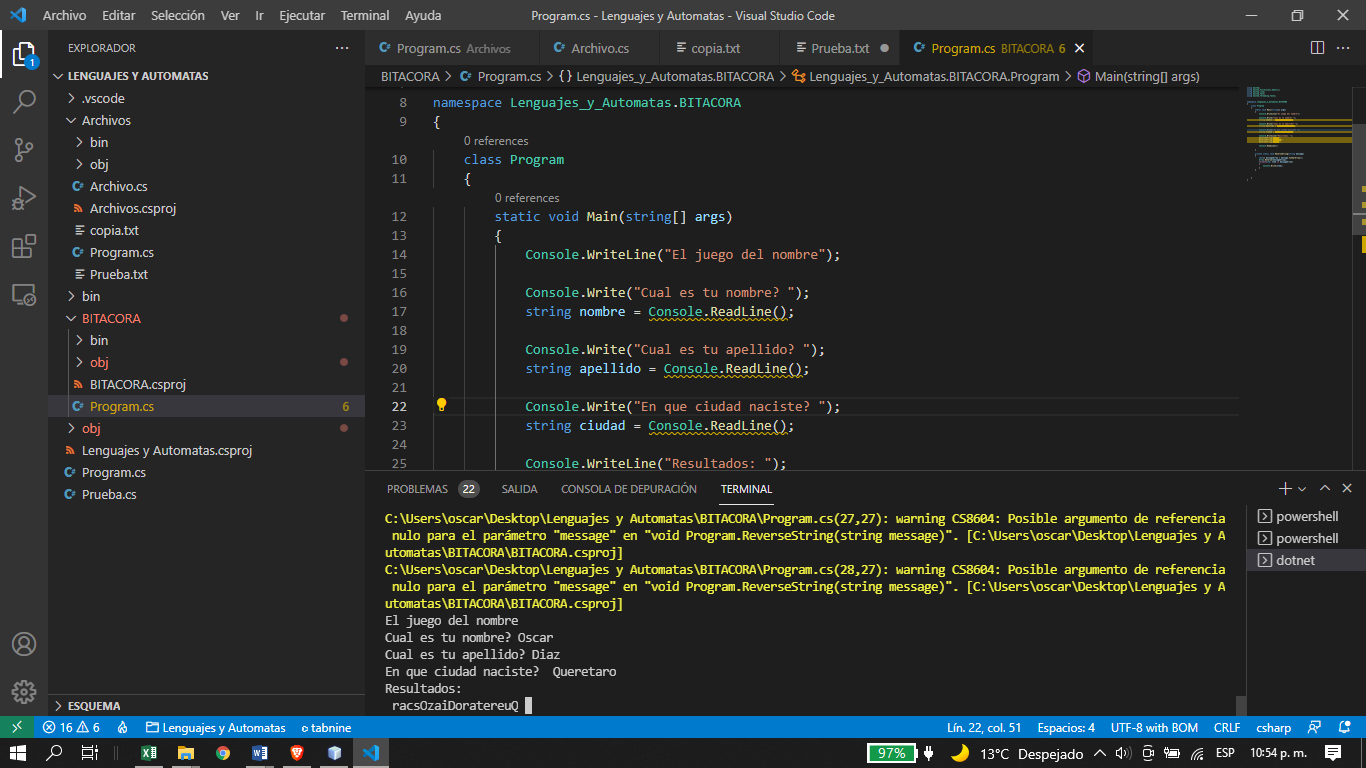 Archivo Editar Selección Ver Ir Ejecutar Terminal Ayuda Program.cs - Lenguajes y Automatas - Visual Studio Code
EXPLORADOR
Program.cs Archivos Archivo.cs copia.txt Prueba.txt Program.cs BITACORA 6
BITACORA > Program.cs > {} Lenguajes_y_Automatas.BITACORA > Lenguajes_y_Automatas.BITACORA.Program > Main(string[] args)
LENGUAJES Y AUTOMATAS
.vscode
Archivos
bin
obj
Archivo.cs
Archivos.csproj
copia.txt
Program.cs
Prueba.txt
bin
BITACORA
bin
obj
BITACORA.csproj
Program.cs 6
obj
Lenguajes y Automatas.csproj
Program.cs
Prueba.cs
ESQUEMA
1
8 namespace Lenguajes_y_Automatas.BITACORA
9 {
0 references
10 class Program
11 {
0 references
12 static void Main(string[] args)
13 {
14 Console.WriteLine("El juego del nombre");
15
16 Console.Write("Cual es tu nombre? ");
17 string nombre = Console.ReadLine();
18
19 Console.Write("Cual es tu apellido? ");
20 string apellido = Console.ReadLine();
21
22 Console.Write("En que ciudad naciste? ");
23 string ciudad = Console.ReadLine();
24
25 Console.WriteLine("Resultados: ");
PROBLEMAS 22 SALIDA CONSOLA DE DEPURACIÓN TERMINAL
C:\Users\oscar\Desktop\Lenguajes y Automatas\BITACORA\Program.cs(27,27): warning CS8604: Posible argumento de referencia
nulo para el parámetro "message" en "void Program.ReverseString(string message)". [C:\Users\oscar\Desktop\Lenguajes y A
utomatas\BITACORA\BITACORA.csproj]
C:\Users\oscar\Desktop\Lenguajes y Automatas\BITACORA\Program.cs(28,27): warning CS8604: Posible argumento de referencia
nulo para el parámetro "message" en "void Program.ReverseString(string message)". [C:\Users\oscar\Desktop\Lenguajes y A
utomatas\BITACORA\BITACORA.csproj]
El juego del nombre
Cual es tu nombre? Oscar
Cual es tu apellido? Diaz
En que ciudad naciste?  Queretaro
Resultados:
racsOzaiDoratereuQ
powershell
powershell
dotnet
16 6 Lenguajes y Automatas tabnine Lín. 22, col. 51 Espacios: 4 UTF-8 with BOM CRLF csharp
97% 13°C Despejado ESP 10:54 p. m.